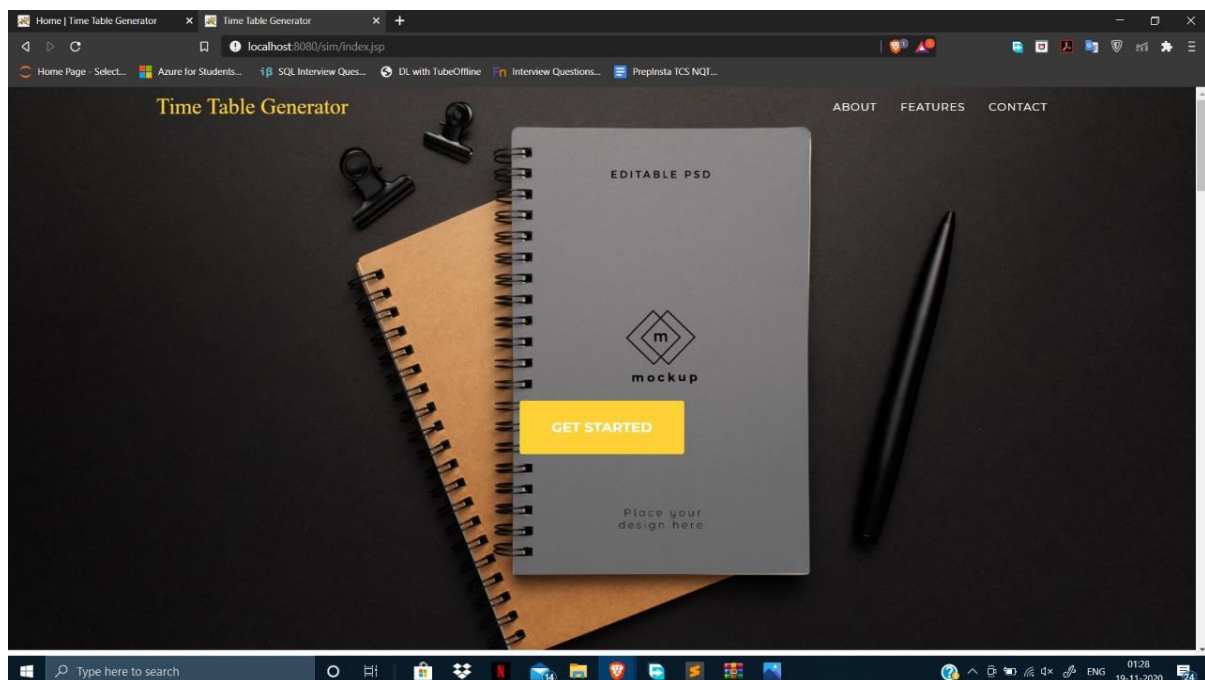 Home | Time Table Generator
Time Table Generator
localhost:8080/sim/index.jsp
Home Page - Select...
Azure for Students...
SQL Interview Ques...
DL with TubeOffline
Interview Questions...
PrepInsta TCS NQT...
Time Table Generator
ABOUT
FEATURES
CONTACT
EDITABLE PSD
m
mockup
GET STARTED
Place your
design here
Type here to search
14
ENG
01:28
19-11-2020
24